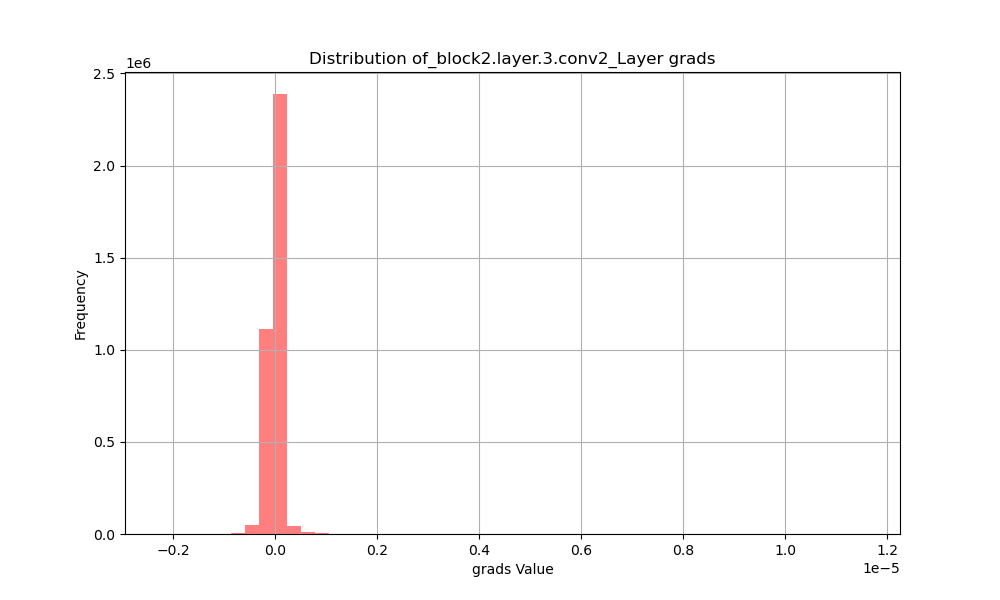 Distribution of_block2.layer.3.conv2_Layer grads
1e6
2.5
2.0
1.5
1.0
0.5
0.0
Frequency
−0.2 0.0 0.2 0.4 0.6 0.8 1.0 1.2
1e−5
grads Value